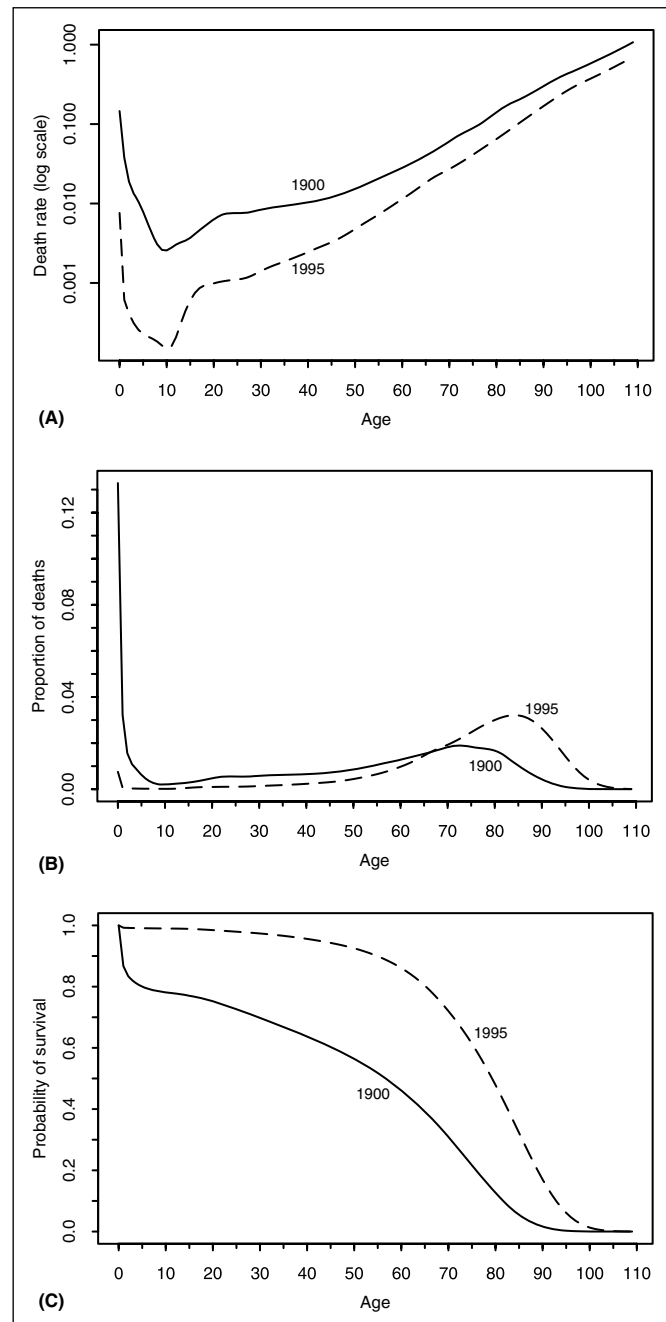 Death rate (log scale)
1.000
0.100
0.010
0.001
1900
1995
0 10 20 30 40 50 60 70 80 90 100 110
Age
(A)
Proportion of deaths
0.12
0.08
0.04
0.00
1995
1900
0 10 20 30 40 50 60 70 80 90 100 110
Age
(B)
Probability of survival
1.0
0.8
0.6
0.4
0.2
0.0
1995
1900
0 10 20 30 40 50 60 70 80 90 100 110
Age
(C)